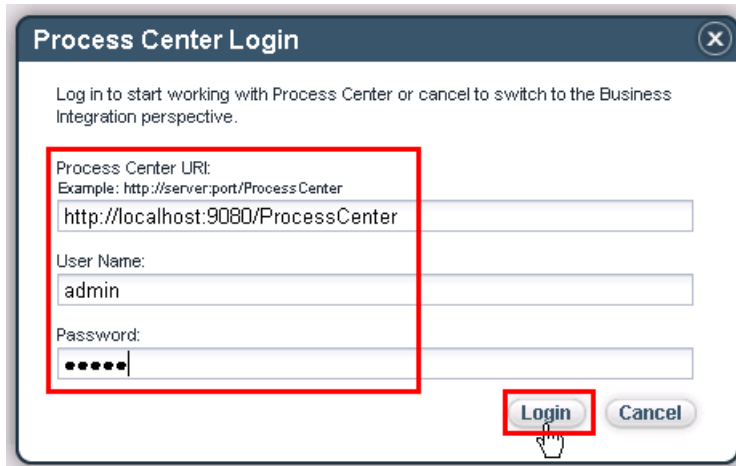 Process Center Login
Log in to start working with Process Center or cancel to switch to the Business
Integration perspective.
Process Center URI:
Example: http://server:port/ProcessCenter
http://localhost:9080/ProcessCenter
User Name:
admin
Password:
●●●●●
Login
Cancel